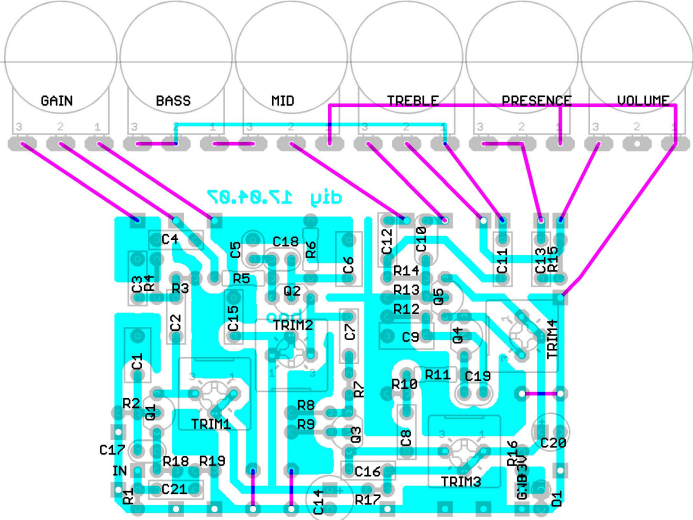 GAIN BASS MID TREBLE PRESENCE VOLUME
3 2 1 3 2 1 3 2 1 3 2 1 3 2 1 3 2 1
diy 17.04.07
C4 C5 C18 R6 C12 R14 C10 C11 C13 R15
C3 R4 R3 R5 C6 R14
Q2 R13 Q5
C2 C15 TRIM2 C7 R12 Q4 TRIM4
C9
C1 R7 R10 R11 C19
R2 Q1 TRIM1 R8
R9 Q3 C8 R16 C20
C17
IN R18 R19 C16 TRIM3
R1 C21 C14 R17 D1